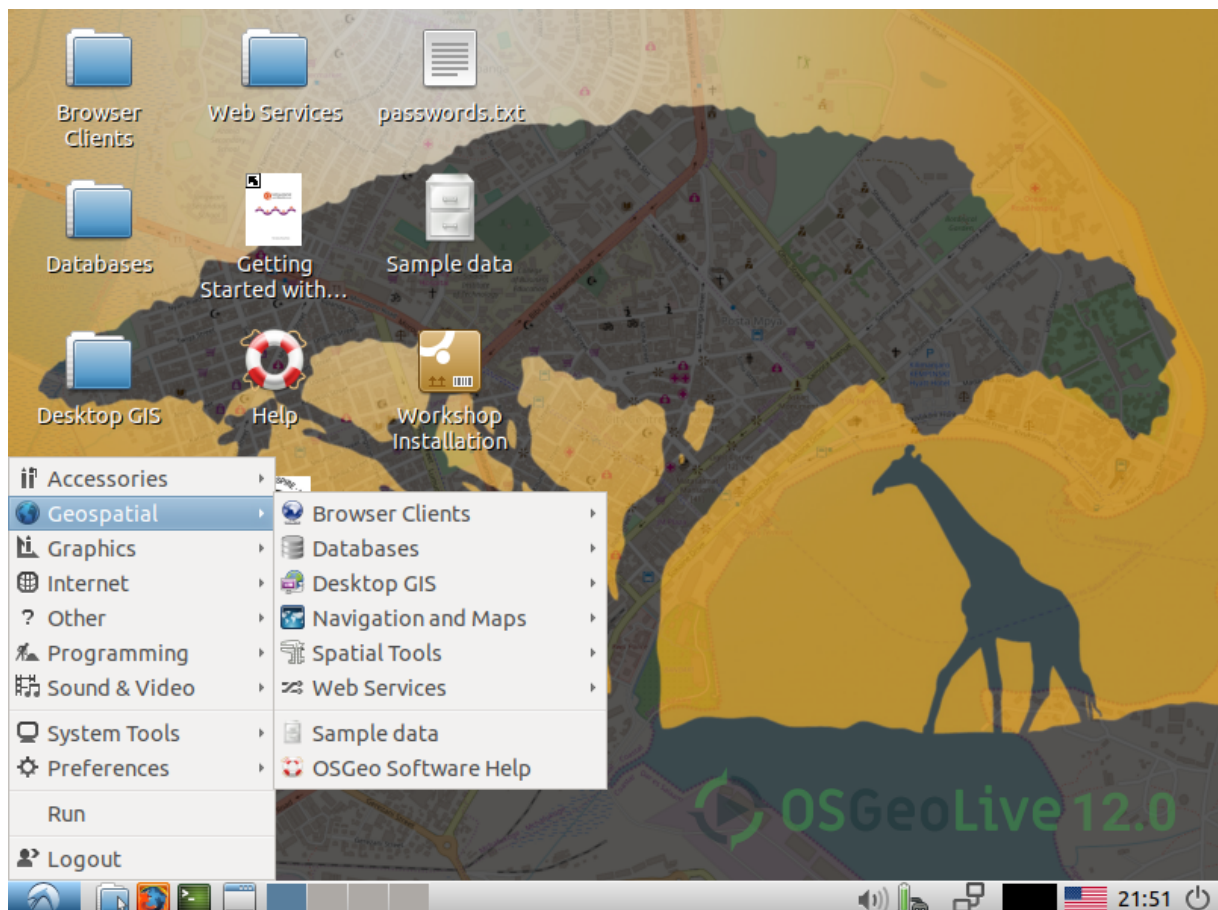 Browser
Clients
Web Services
passwords.txt
Databases
Getting
Started with...
Sample data
Desktop GIS
Help
Workshop
Installation
Accessories
Geospatial
Graphics
Internet
Other
Programming
Sound & Video
System Tools
Preferences
Run
Logout
Browser Clients
Databases
Desktop GIS
Navigation and Maps
Spatial Tools
Web Services
Sample data
OSGeo Software Help
OSGeoLive 12.0
21:51